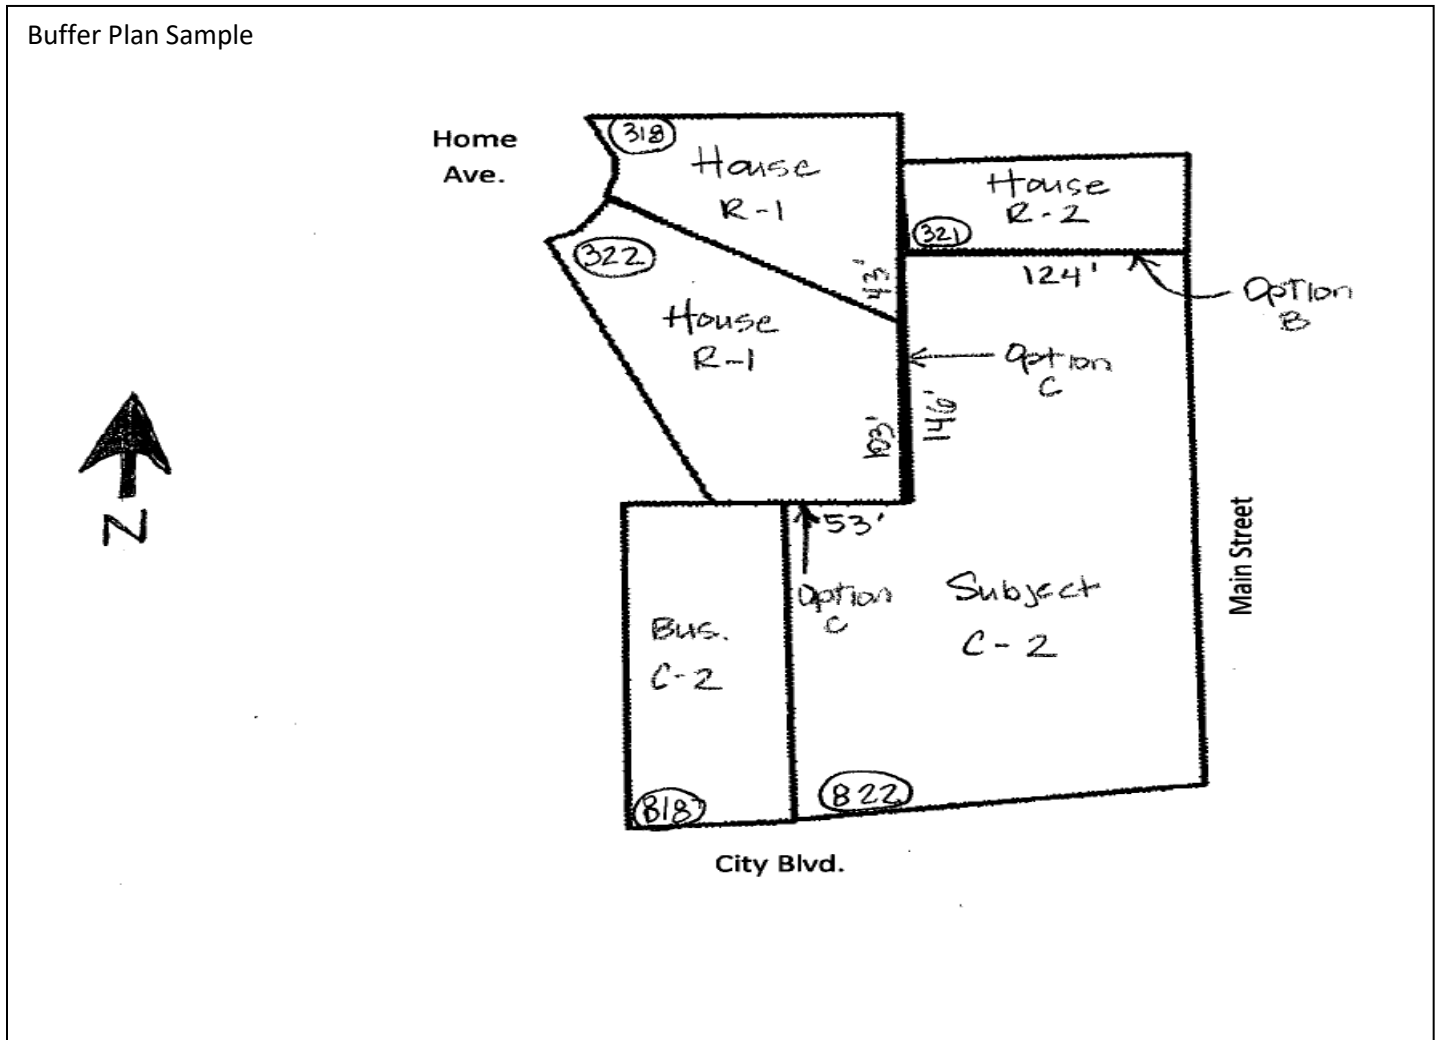 Buffer Plan Sample
Home
Ave.
318
House
R-1
House
R-2
321
322
43'
124'
Option
B
House
R-1
Option
C
103'
146'
N
53'
Main Street
Option
C
Subject
C-2
Bus.
C-2
818
822
City Blvd.